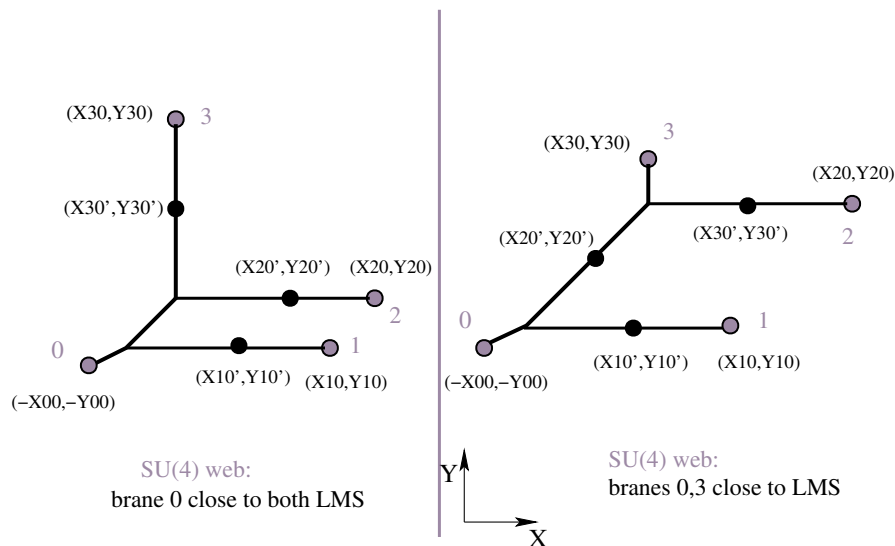 (X30,Y30) 3
(X30',Y30')
(X20',Y20') (X20,Y20)
2
0 1
(X10',Y10') (X10,Y10)
(-X00,-Y00)
SU(4) web:
brane 0 close to both LMS
3
(X30,Y30)
(X20,Y20)
(X20',Y20') (X30',Y30')
2
0 1
(X10',Y10') (X10,Y10)
(-X00,-Y00)
Y
X
SU(4) web:
branes 0,3 close to LMS